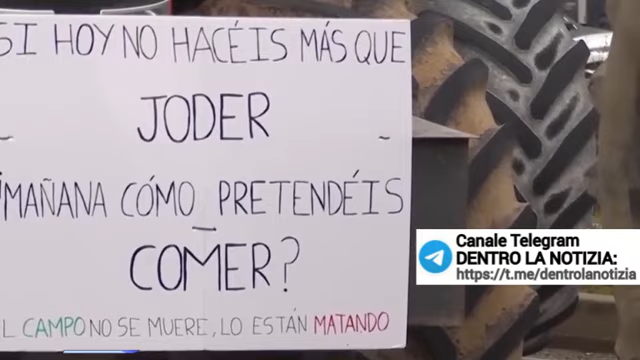 SI HOY NO HACÉIS MÁS QUE
JODER
MAÑANA CÓMO PRETENDÉIS
COMER?
L CAMPO NO SE MUERE, LO ESTÁN MATANDO
Canale Telegram
DENTRO LA NOTIZIA:
https://t.me/dentrolanotizia